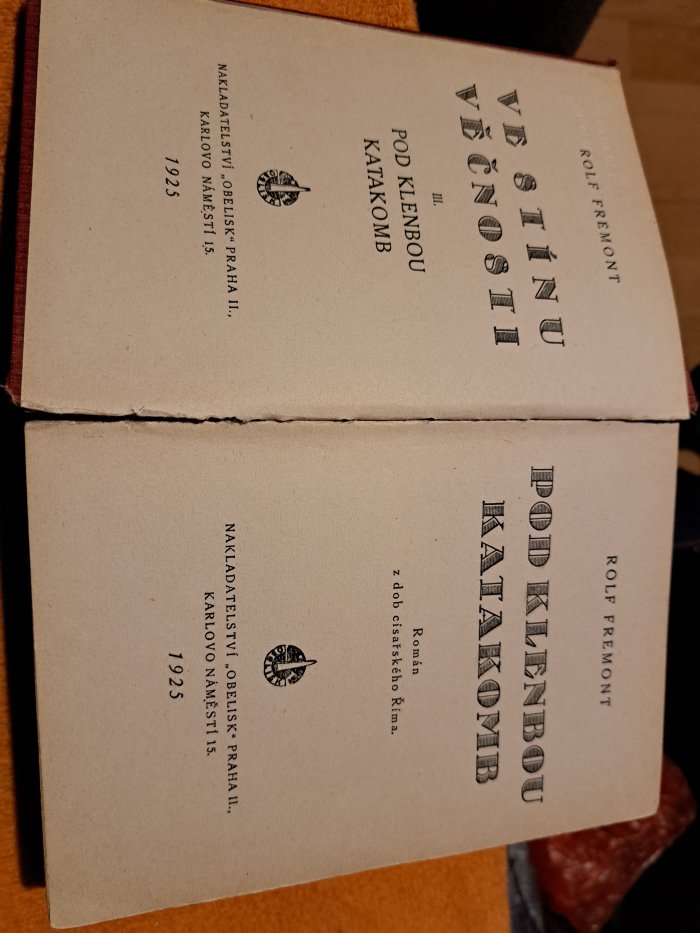 ROLF FREMONT
VE STÍNU
VĚČNOSTI
III.
POD KLENBOU
KATAKOMB
NAKLADATELSTVÍ „OBELISK“ PRAHA II.,
KARLOVO NÁMĚSTÍ 15.
1925
ROLF FREMONT
POD KLENBOU
KATAKOMB
Román
z dob císařského Říma.
NAKLADATELSTVÍ „OBELISK“ PRAHA II.,
KARLOVO NÁMĚSTÍ 15.
1925